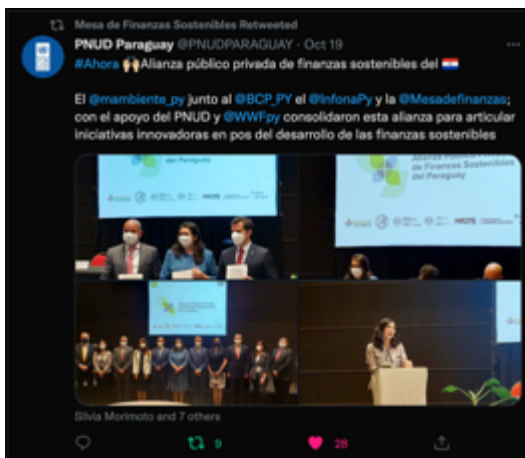 Mesa de Finanzas Sostenibles Retweeted
PNUD Paraguay @PNUDPARAGUAY · Oct 19
#Ahora 🙌🏻Alianza público privada de finanzas sostenibles del 🇵🇾
El @mambiente_py junto al @BCP_PY el @InfonaPy y la @Mesadefinanzas;
con el apoyo del PNUD y @WWFpy consolidaron esta alianza para articular
iniciativas innovadoras en pos del desarrollo de las finanzas sostenibles
del Paraguay
Alianza Público Privada
de Finanzas Sostenibles
del Paraguay
Silvia Morimoto and 7 others
9
28